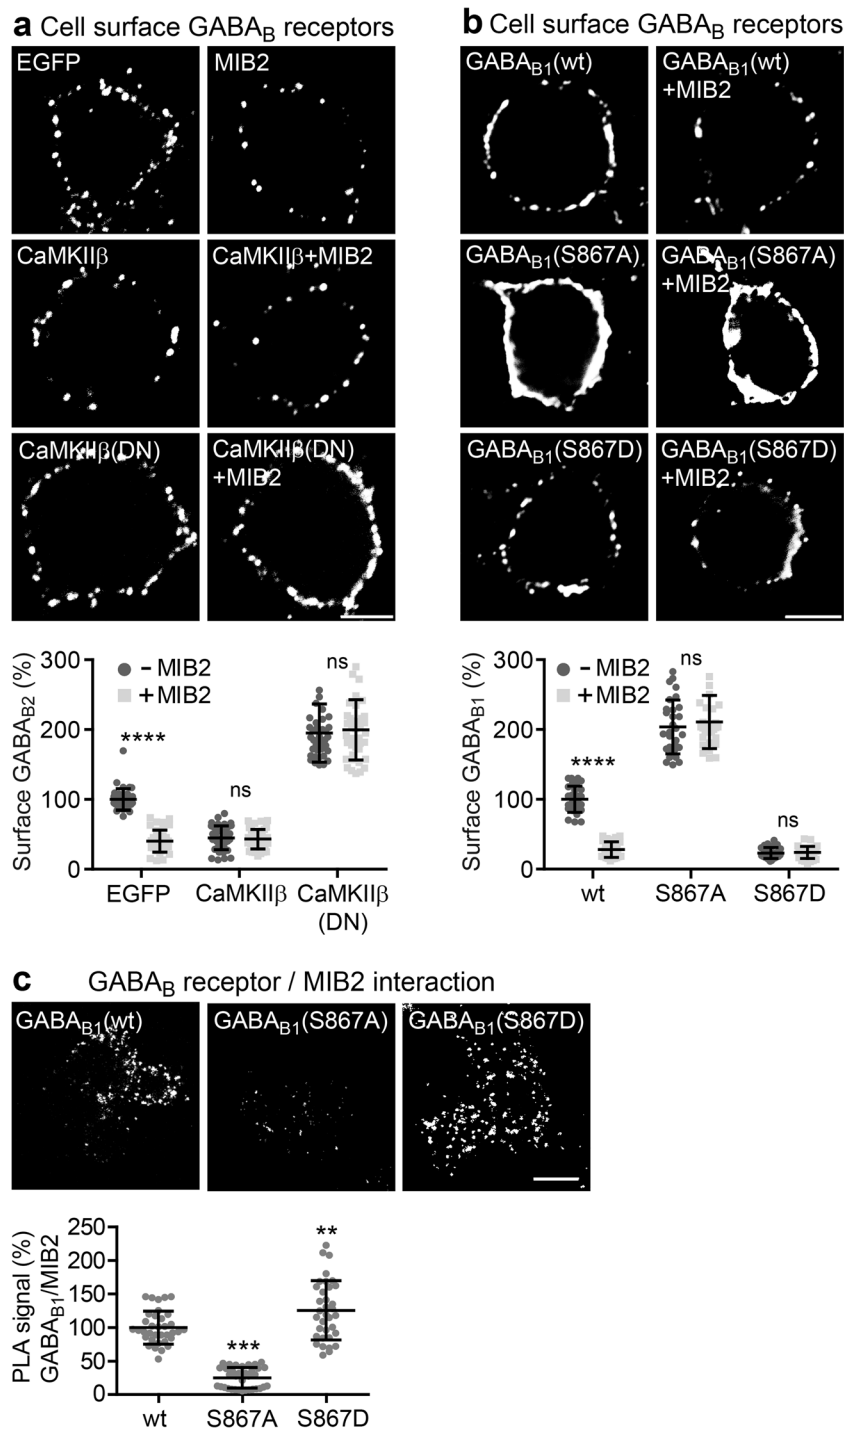 a Cell surface GABAB receptors
EGFP
MIB2
CaMKIIβ
CaMKIIβ+MIB2
CaMKIIβ(DN)
CaMKIIβ(DN)
+MIB2
300
200
100
0
Surface GABAB2 (%)
- MIB2
+ MIB2
****
ns
ns
EGFP
CaMKIIβ
CaMKIIβ
(DN)
b Cell surface GABAB receptors
GABAB1(wt)
GABAB1(wt)
+MIB2
GABAB1(S867A)
GABAB1(S867A)
+MIB2
GABAB1(S867D)
GABAB1(S867D)
+MIB2
300
200
100
0
Surface GABAB1 (%)
- MIB2
+ MIB2
****
ns
ns
wt
S867A
S867D
c GABAB receptor / MIB2 interaction
GABAB1(wt)
GABAB1(S867A)
GABAB1(S867D)
250
200
150
100
50
0
PLA signal (%)
GABAB1/MIB2
***
**
wt
S867A
S867D